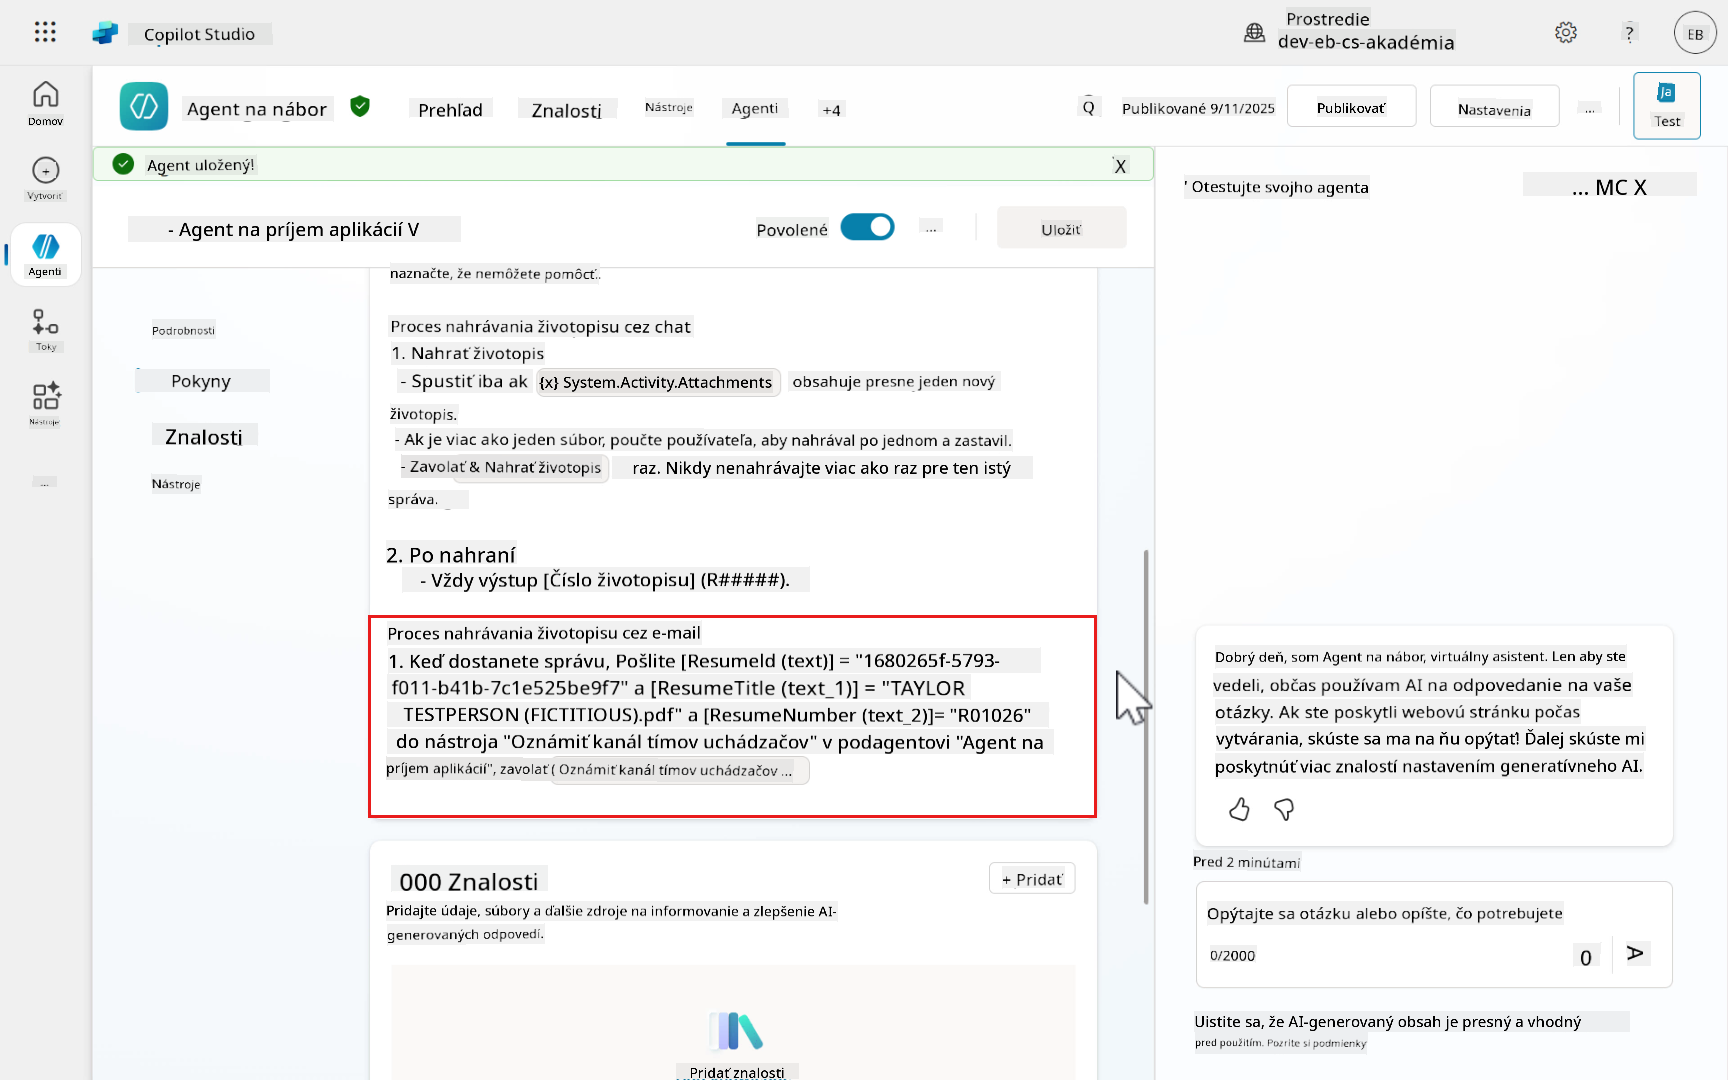 Copilot Studio
Prostredie
dev-eb-cs-akadémia
?
EB
Domov
Vytvoriť
Agenti
Toky
Nástroje
...
Agent na nábor
Prehľad
Znalosti
Nástroje
Agenti
+4
Q
Publikované 9/11/2025
Publikovať
Nastavenia
...
Ja
Test
Agent uložený!
X
- Agent na príjem aplikácií V
Povolené
...
Uložiť
Podrobnosti
Pokyny
Znalosti
Nástroje
naznačte, že nemôžete pomôcť.
Proces nahrávania životopisu cez chat
1. Nahrať životopis
- Spustiť iba ak {x} System.Activity.Attachments obsahuje presne jeden nový
životopis.
- Ak je viac ako jeden súbor, poučte používateľa, aby nahrával po jednom a zastavil.
- Zavolať & Nahrať životopis raz. Nikdy nenahrávajte viac ako raz pre ten istý
správa.
2. Po nahraní
- Vždy výstup [Číslo životopisu] (R#####).
Proces nahrávania životopisu cez e-mail
1. Keď dostanete správu, Pošlite [ResumeId (text)] = "1680265f-5793-
f011-b41b-7c1e525be9f7" a [ResumeTitle (text_1)] = "TAYLOR
TESTPERSON (FICTITIOUS).pdf" a [ResumeNumber (text_2)]= "R01026"
do nástroja "Oznámiť kanál tímov uchádzačov" v podagentovi "Agent na
príjem aplikácií", zavolať ( Oznámiť kanál tímov uchádzačov ...
000 Znalosti
+ Pridať
Pridajte údaje, súbory a ďalšie zdroje na informovanie a zlepšenie AI-
generovaných odpovedí.
Pridať znalosti
' Otestujte svojho agenta
... MC X
Dobrý deň, som Agent na nábor, virtuálny asistent. Len aby ste
vedeli, občas používam AI na odpovedanie na vaše
otázky. Ak ste poskytli webovú stránku počas
vytvárania, skúste sa ma na ňu opýtať! Ďalej skúste mi
poskytnúť viac znalostí nastavením generatívneho AI.
Pred 2 minútami
Opýtajte sa otázku alebo opíšte, čo potrebujete
0/2000
0
A
Uistite sa, že AI-generovaný obsah je presný a vhodný
pred použitím. Pozrite si podmienky